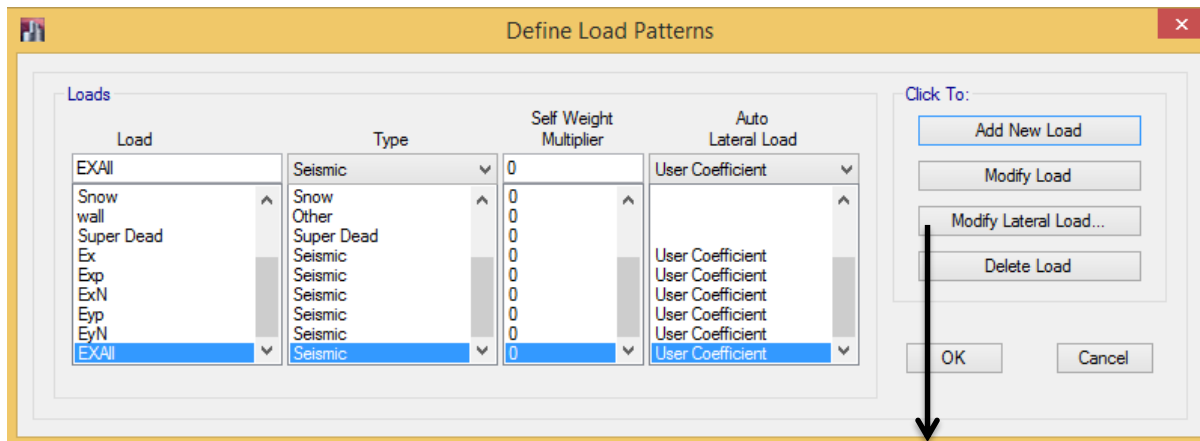 Define Load Patterns
Loads
Click To:
Load Type Self Weight Multiplier Auto Lateral Load
EXAll Seismic 0 User Coefficient
Snow Snow 0
wall Other 0
Super Dead Super Dead 0
Ex Seismic 0 User Coefficient
Exp Seismic 0 User Coefficient
ExN Seismic 0 User Coefficient
Eyp Seismic 0 User Coefficient
EyN Seismic 0 User Coefficient
EXAll Seismic 0 User Coefficient
Add New Load
Modify Load
Modify Lateral Load...
Delete Load
OK Cancel